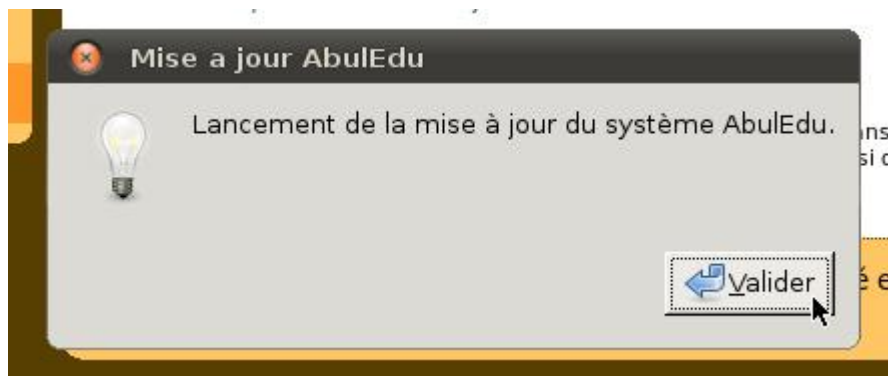 Mise a jour AbulEdu
Lancement de la mise à jour du système AbulEdu.
Valider